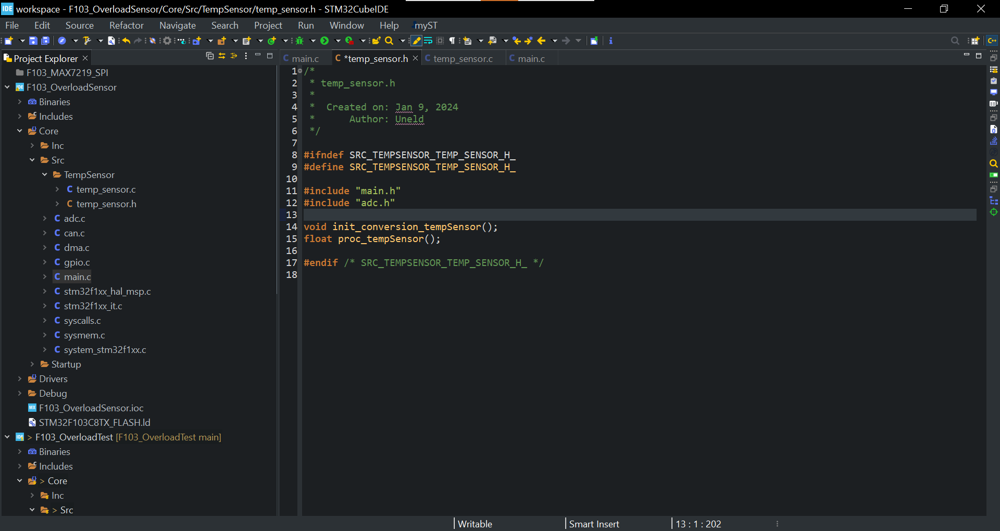 IDE workspace - F103_OverloadSensor/Core/Src/TempSensor/temp_sensor.h - STM32CubeIDE
File Edit Source Refactor Navigate Search Project Run Window Help myST
Project Explorer
main.c
*temp_sensor.h
temp_sensor.c
main.c
F103_MAX7219_SPI
F103_OverloadSensor
Binaries
Includes
Core
Inc
Src
TempSensor
temp_sensor.c
temp_sensor.h
adc.c
can.c
dma.c
gpio.c
main.c
stm32f1xx_hal_msp.c
stm32f1xx_it.c
syscalls.c
sysmem.c
system_stm32f1xx.c
Startup
Drivers
Debug
F103_OverloadSensor.ioc
STM32F103C8TX_FLASH.ld
> F103_OverloadTest [F103_OverloadTest main]
Binaries
Includes
> Core
Inc
> Src
1 /*
2 * temp_sensor.h
3 *
4 *  Created on: Jan 9, 2024
5 *      Author: Uneld
6 */
7
8 #ifndef SRC_TEMPSENSOR_TEMP_SENSOR_H_
9 #define SRC_TEMPSENSOR_TEMP_SENSOR_H_
10
11 #include "main.h"
12 #include "adc.h"
13
14 void init_conversion_tempSensor();
15 float proc_tempSensor();
16
17 #endif /* SRC_TEMPSENSOR_TEMP_SENSOR_H_ */
18
Writable
Smart Insert
13 : 1 : 202